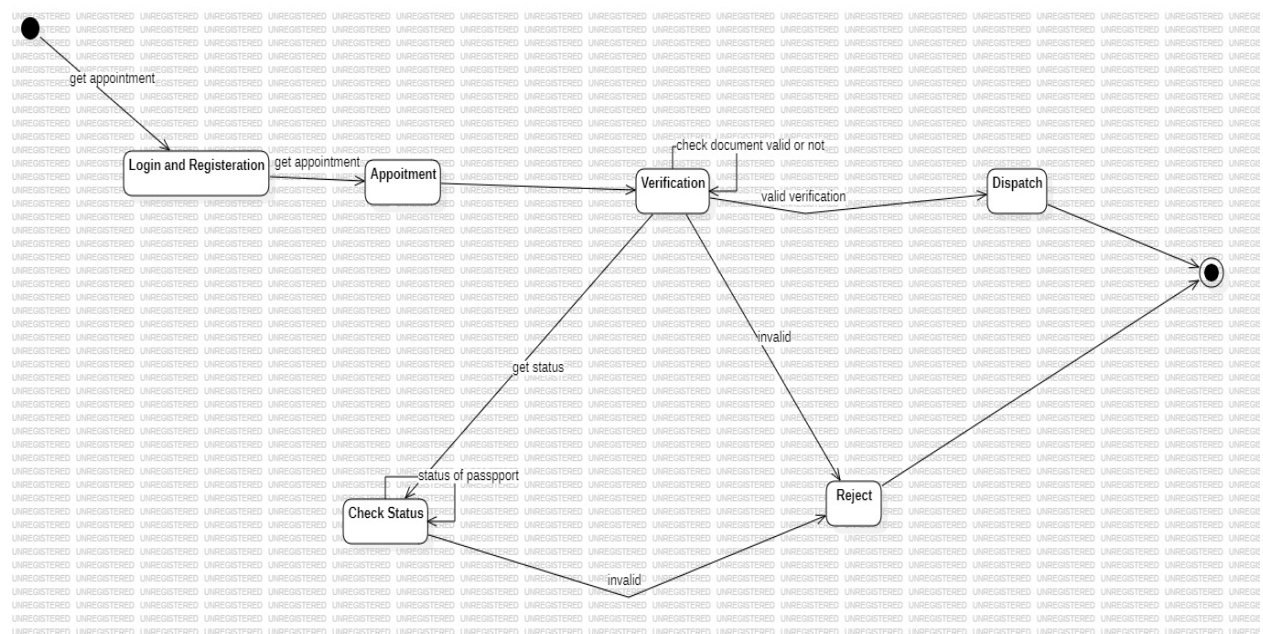 get appointment
Login and Registeration
get appointment
Appoitment
check document valid or not
Verification
valid verification
Dispatch
invalid
get status
status of passpport
Check Status
Reject
invalid
UNREGISTERED